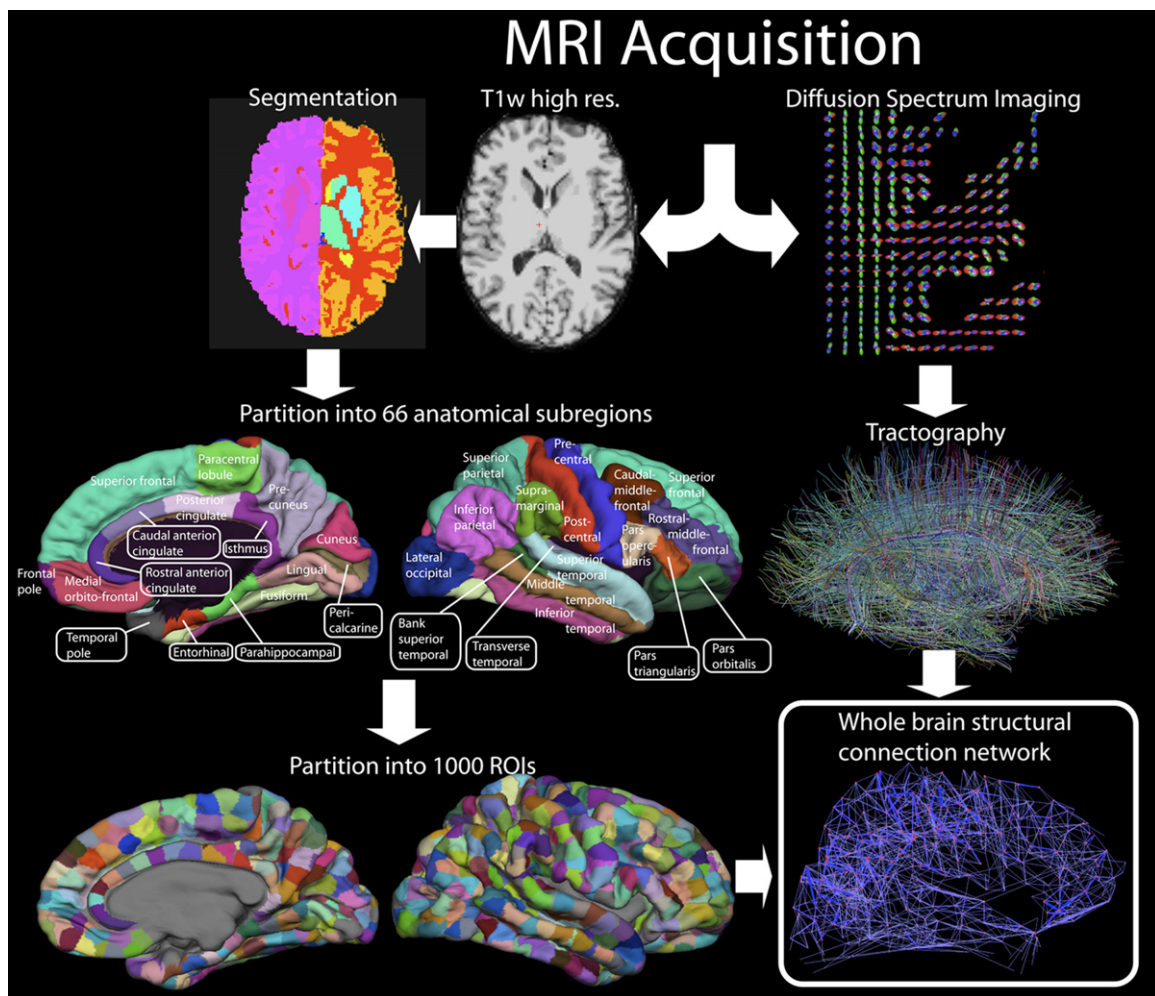 MRI Acquisition
Segmentation
T1w high res.
Diffusion Spectrum Imaging
Partition into 66 anatomical subregions
Superior frontal
Paracentral
lobule
Posterior
cingulate
Pre-
cuneus
Caudal anterior
cingulate
Isthmus
Cuneus
Frontal
pole
Medial
orbito-frontal
Rostral anterior
cingulate
Lingual
Fusiform
Peri-
calcarine
Temporal
pole
Entorhinal
Parahippocampal
Superior
parietal
Pre-
central
Caudal-
middle-
frontal
Superior
frontal
Inferior
parietal
Supra-
marginal
Post-
central
Pars
opercu-
laris
Rostral-
middle-
frontal
Lateral
occipital
Superior
temporal
Middle
temporal
Inferior
temporal
Bank
superior
temporal
Transverse
temporal
Pars
triangularis
Pars
orbitalis
Tractography
Partition into 1000 ROIs
Whole brain structural
connection network